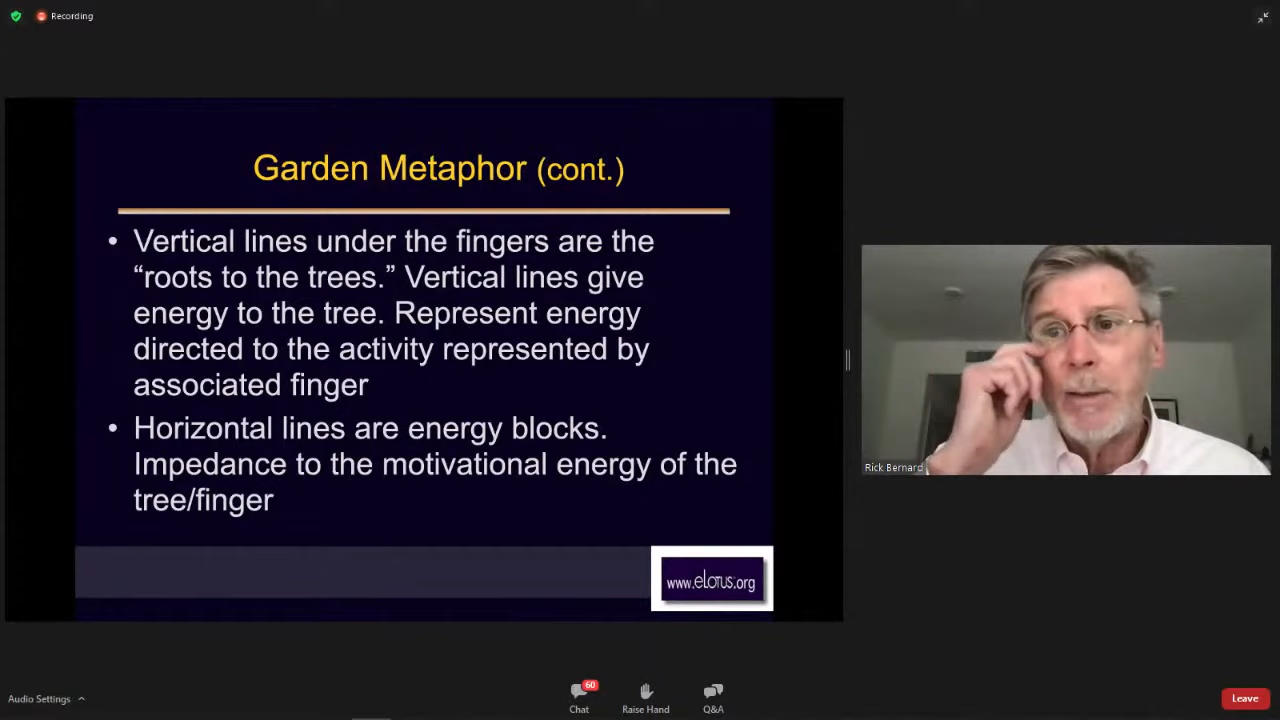 Recording
Garden Metaphor (cont.)
• Vertical lines under the fingers are the
“roots to the trees.” Vertical lines give
energy to the tree. Represent energy
directed to the activity represented by
associated finger
• Horizontal lines are energy blocks.
Impedance to the motivational energy of the
tree/finger
www.eLOTUS.org
Rick Bernard
Audio Settings
60
Chat
Raise Hand
Q&A
Leave